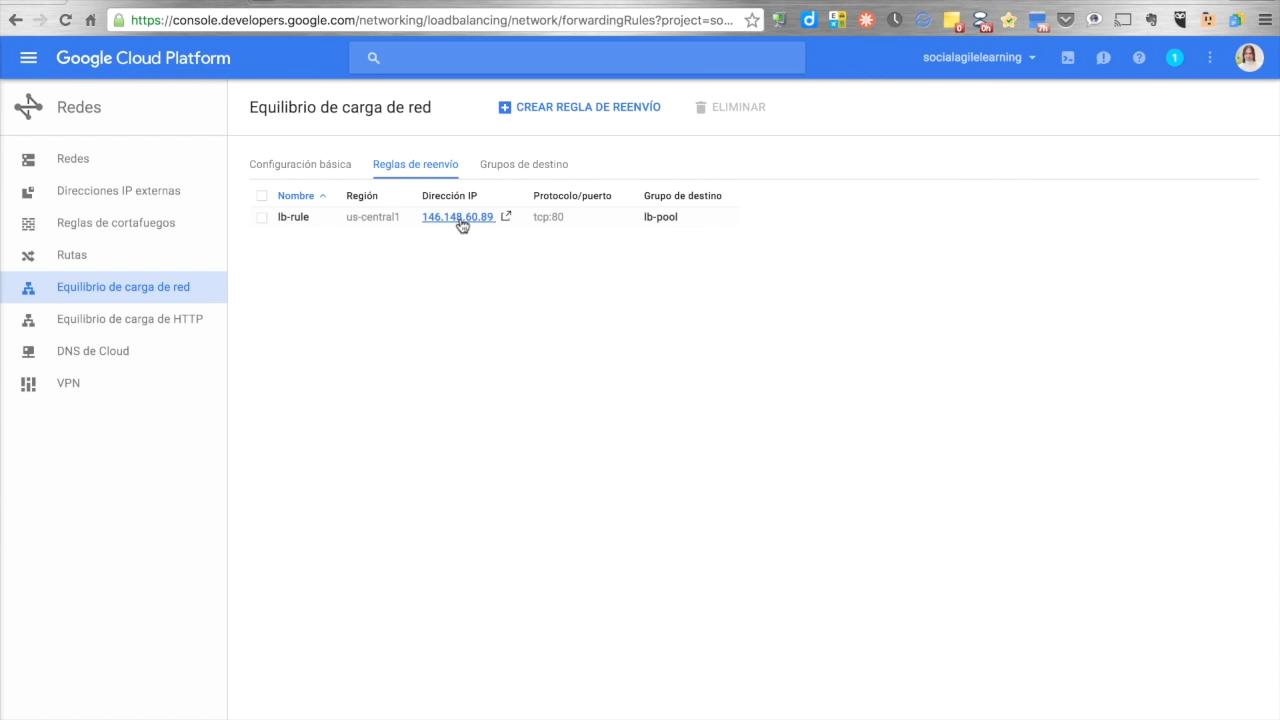 https://console.developers.google.com/networking/loadbalancing/network/forwardingRules?project=so...
0
0h
7h
Google Cloud Platform
socialagilelearning
1
Redes
Equilibrio de carga de red
CREAR REGLA DE REENVÍO
ELIMINAR
Redes
Direcciones IP externas
Reglas de cortafuegos
Rutas
Equilibrio de carga de red
Equilibrio de carga de HTTP
DNS de Cloud
VPN
Configuración básica
Reglas de reenvío
Grupos de destino
Nombre Región Dirección IP Protocolo/puerto Grupo de destino
lb-rule us-central1 146.148.60.89 tcp:80 lb-pool